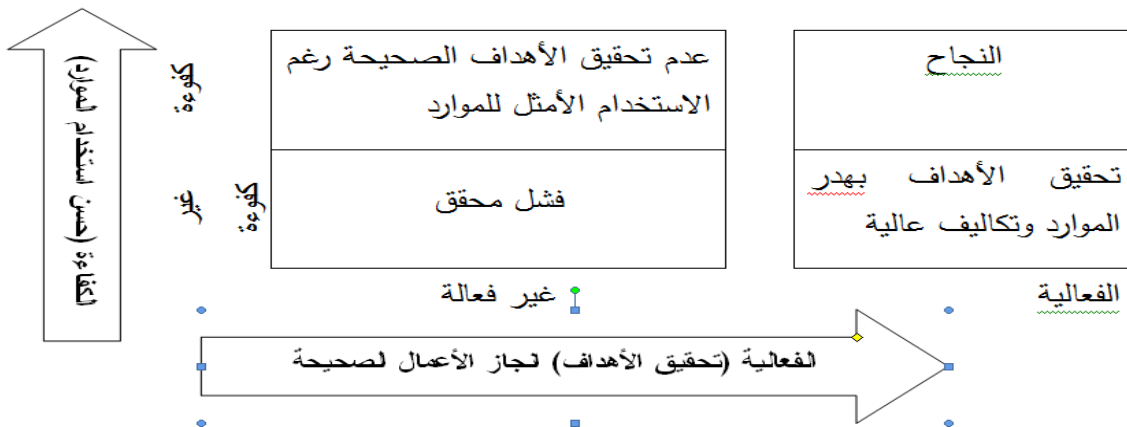 الكفاءة (حسن استخدام الموارد)
كفوءة
عدم تحقيق الأهداف الصحيحة رغم
الاستخدام الأمثل للموارد
النجاح
غير
كفوءة
فشل محقق
تحقيق الأهداف بهدر
الموارد وتكاليف عالية
غير فعالة
الفعالية
الفعالية (تحقيق الأهداف) انجاز الأعمال الصحيحة